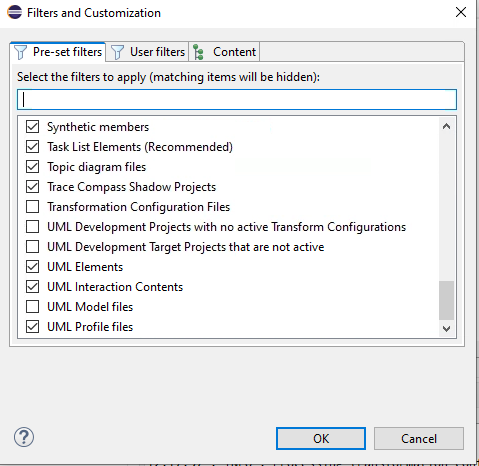 Filters and Customization
Pre-set filters
User filters
Content
Select the filters to apply (matching items will be hidden):
Synthetic members
Task List Elements (Recommended)
Topic diagram files
Trace Compass Shadow Projects
Transformation Configuration Files
UML Development Projects with no active Transform Configurations
UML Development Target Projects that are not active
UML Elements
UML Interaction Contents
UML Model files
UML Profile files
?
OK
Cancel